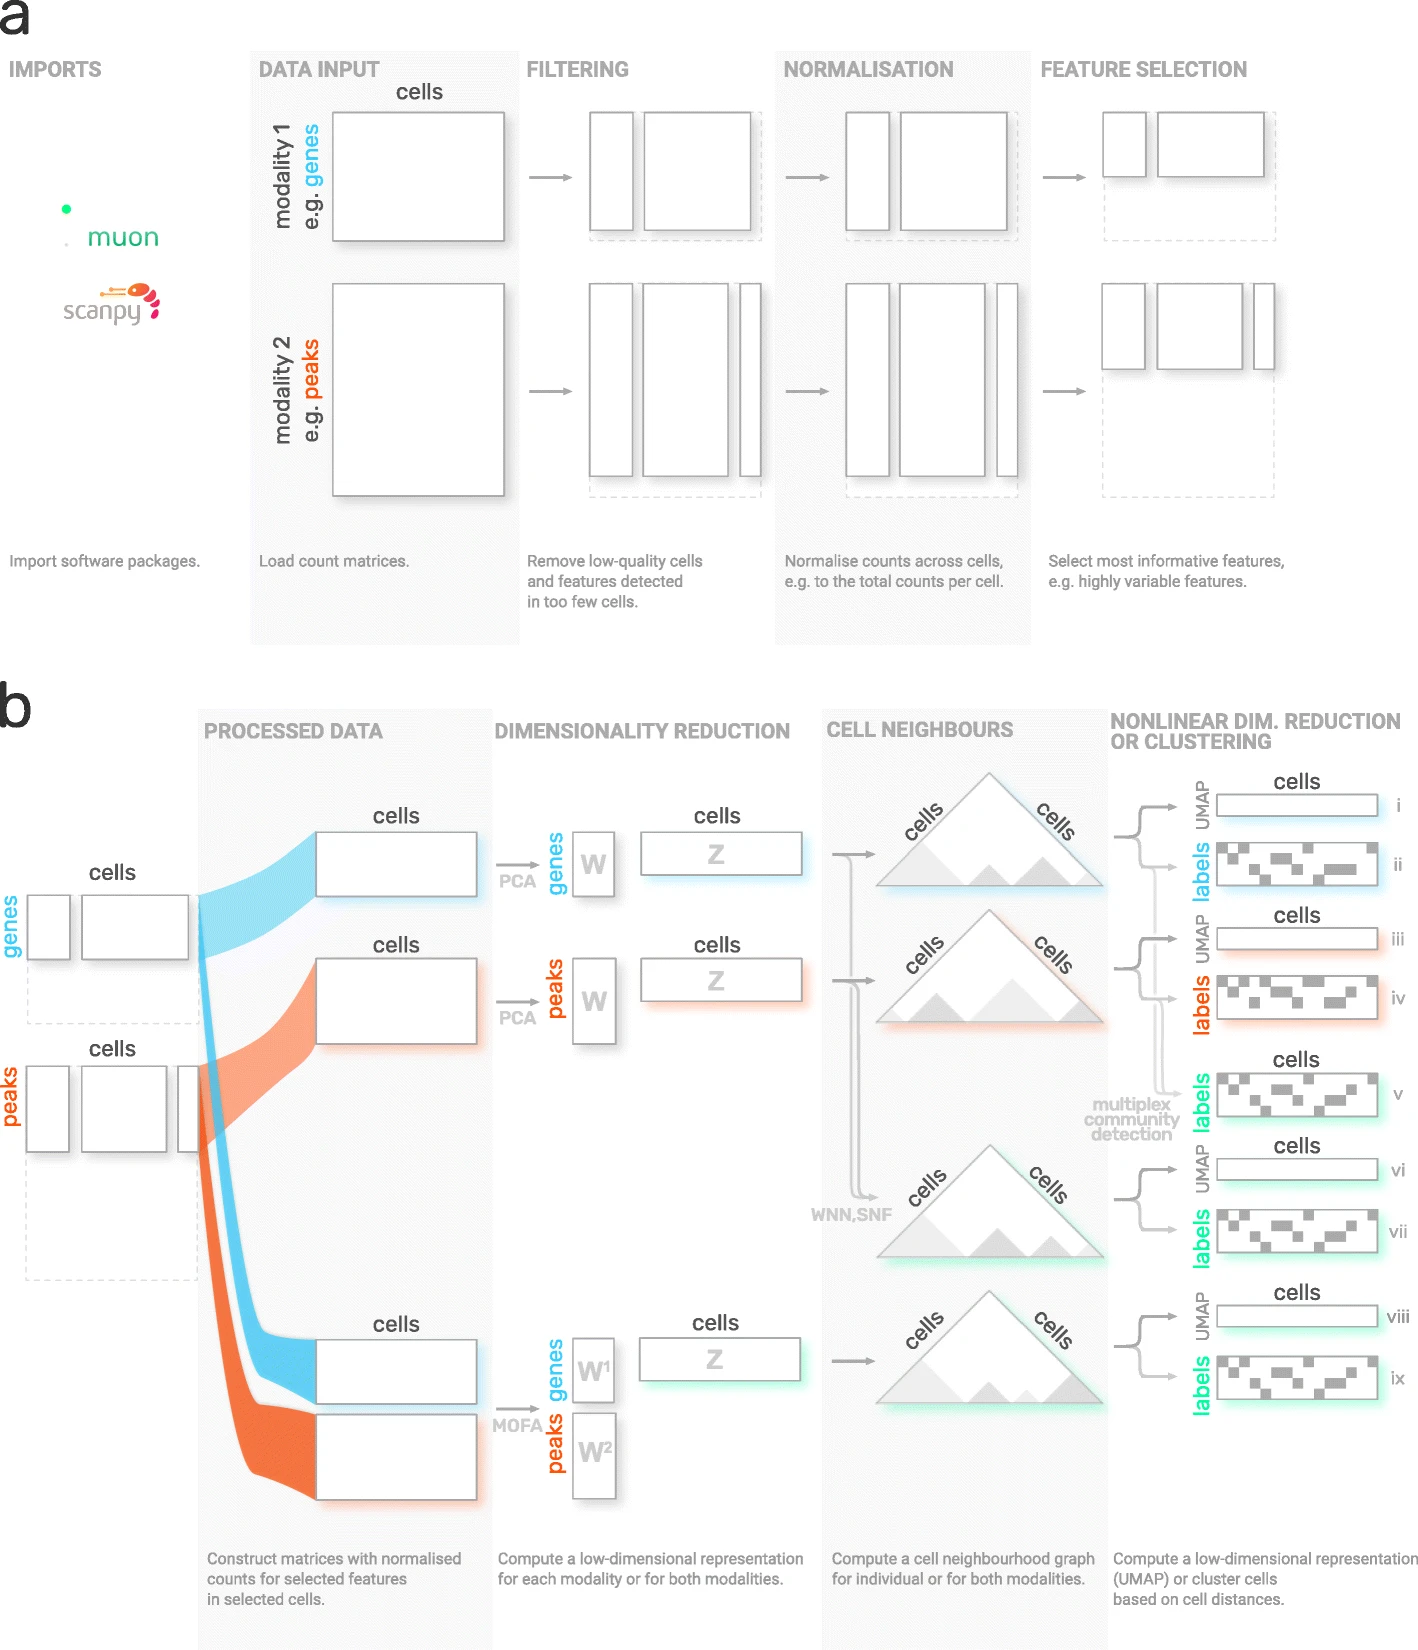 a
IMPORTS
DATA INPUT
FILTERING
NORMALISATION
FEATURE SELECTION
cells
modality 1
e.g. genes
muon
scanpy
modality 2
e.g. peaks
Import software packages.
Load count matrices.
Remove low-quality cells
and features detected
in too few cells.
Normalise counts across cells,
e.g. to the total counts per cell.
Select most informative features,
e.g. highly variable features.
b
PROCESSED DATA
DIMENSIONALITY REDUCTION
CELL NEIGHBOURS
NONLINEAR DIM. REDUCTION
OR CLUSTERING
cells
genes
cells
peaks
cells
PCA
genes
W
cells
Z
cells
cells
UMAP
cells
i
labels
ii
cells
PCA
peaks
W
cells
Z
cells
cells
UMAP
cells
iii
labels
iv
multiplex
community
detection
labels
cells
v
WNN,SNF
cells
cells
UMAP
cells
vi
labels
vii
cells
MOFA
genes
W¹
peaks
W²
cells
Z
cells
cells
UMAP
cells
viii
labels
ix
Construct matrices with normalised
counts for selected features
in selected cells.
Compute a low-dimensional representation
for each modality or for both modalities.
Compute a cell neighbourhood graph
for individual or for both modalities.
Compute a low-dimensional representation
(UMAP) or cluster cells
based on cell distances.